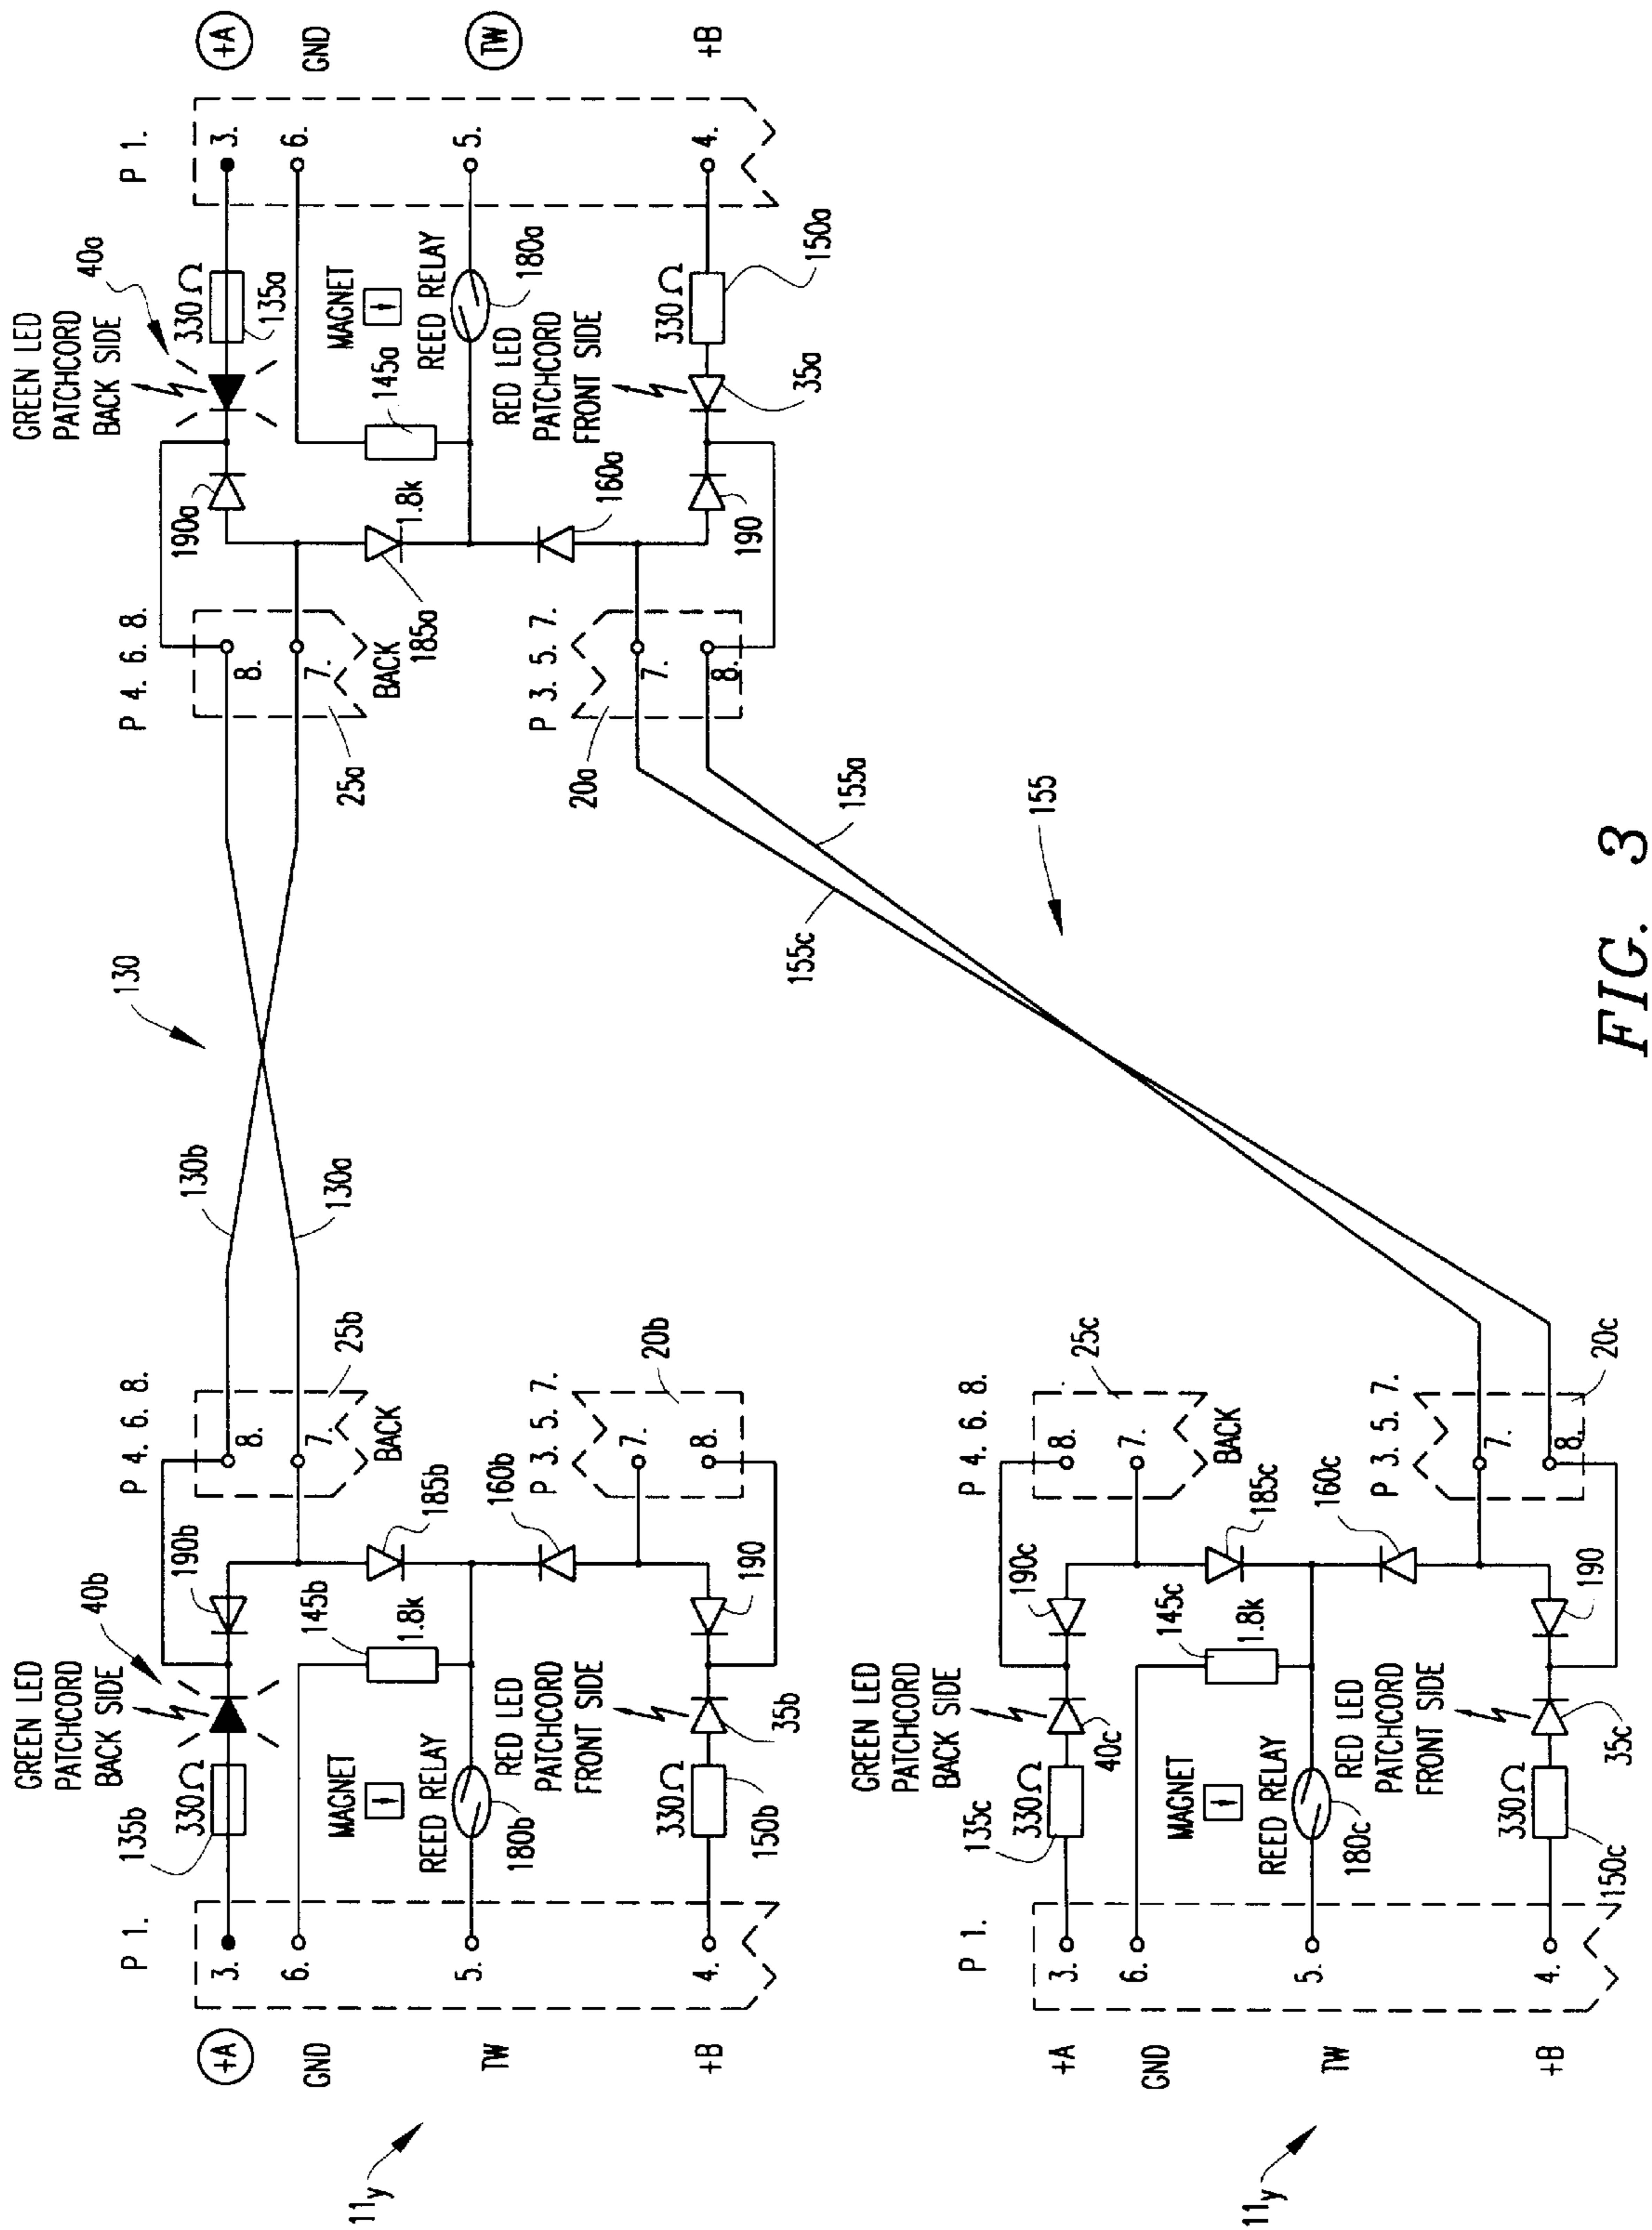 +A
GND
TW
+B
P 1.
3.
6.
5.
4.
GREEN LED
PATCHCORD
BACK SIDE
40a
330Ω
135a
MAGNET
REED RELAY
180a
145a
1.8k
RED LED
PATCHCORD
FRONT SIDE
330Ω
150a
35a
190a
185a
160a
190
P 4. 6. 8.
8.
7.
BACK
25a
P 3. 5. 7.
7.
8.
20a
130
130b
130a
155a
155
155c
P 4. 6. 8.
8.
7.
BACK
25b
P 3. 5. 7.
7.
8.
20b
190b
185b
160b
190
GREEN LED
PATCHCORD
BACK SIDE
40b
330Ω
135b
145b
1.8k
MAGNET
REED RELAY
180b
RED LED
PATCHCORD
FRONT SIDE
35b
330Ω
150b
P 1.
3.
6.
5.
4.
+A
GND
TW
+B
11y
P 4. 6. 8.
8.
7.
BACK
25c
P 3. 5. 7.
7.
8.
20c
190c
185c
160c
190
GREEN LED
PATCHCORD
BACK SIDE
40c
330Ω
135c
145c
1.8k
MAGNET
REED RELAY
180c
RED LED
PATCHCORD
FRONT SIDE
35c
330Ω
150c
P 1.
3.
6.
5.
4.
+A
GND
TW
+B
11y
FIG. 3